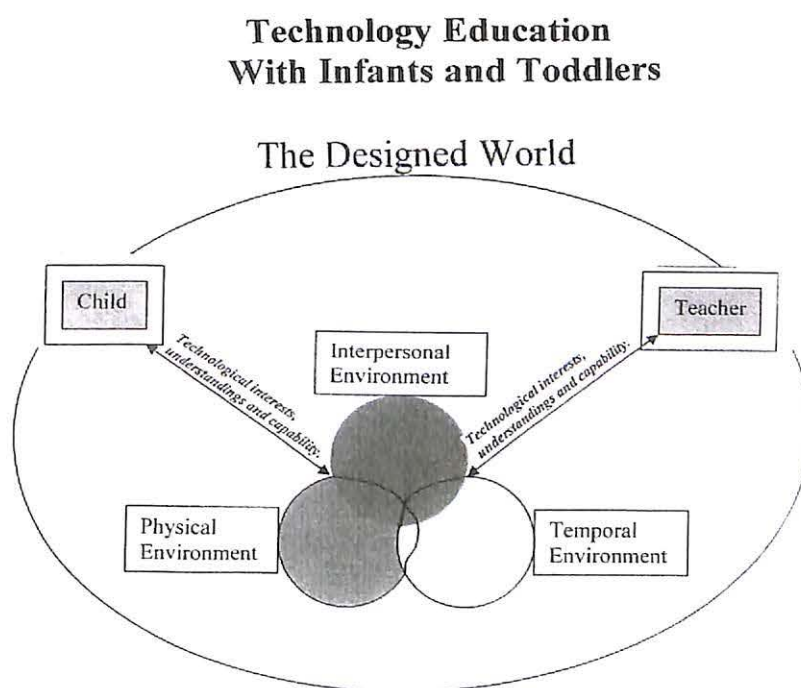 Technology Education
With Infants and Toddlers
The Designed World
Child
Teacher
Technological interests,
understandings and capability.
Technological interests,
understandings and capability.
Interpersonal
Environment
Physical
Environment
Temporal
Environment